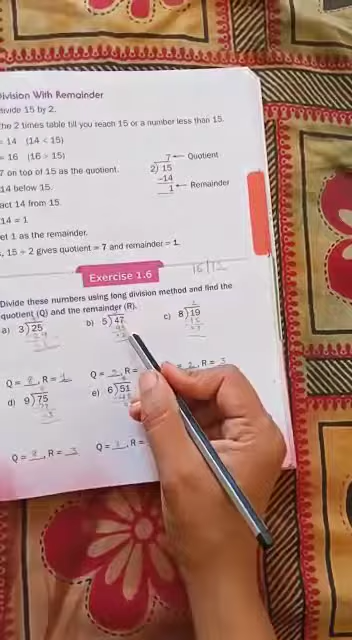 Division With Remainder
divide 15 by 2.
the 2 times table till you reach 15 or a number less than 15.
= 14 (14 < 15)
= 16 (16 > 15)
7 on top of 15 as the quotient.
14 below 15.
act 14 from 15.
14 = 1
et 1 as the remainder.
15 ÷ 2 gives quotient = 7 and remainder = 1
7 ← Quotient
2)15
-14
1 ← Remainder
Exercise 1.6
Divide these numbers using long division method and find the
quotient (Q) and the remainder (R).
a) 3)25 b) 5)47 c) 8)19
Q = 8, R = 1 Q = , R = 2, R = 3
d) 9)75 e) 6)51
Q = 8, R = 3 Q = , R =